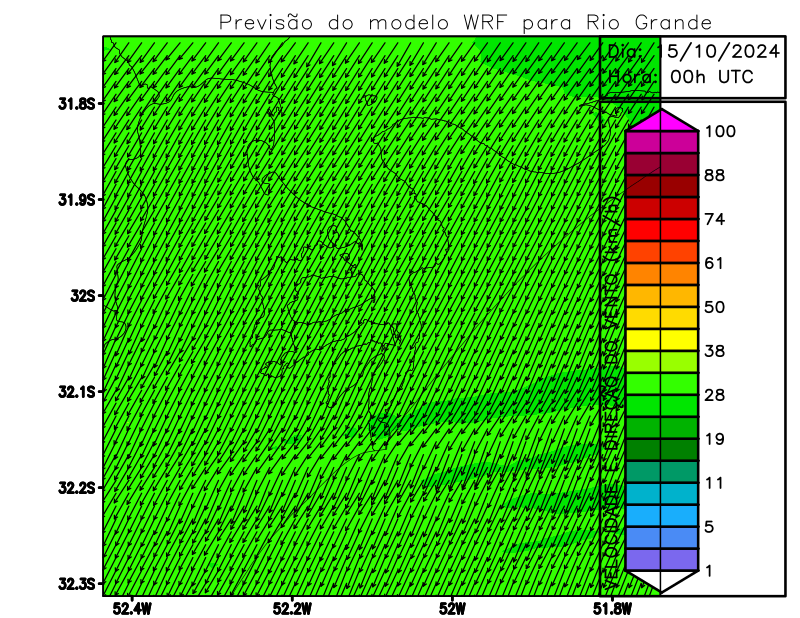 Previsão do modelo WRF para Rio Grande
Dia: 15/10/2024
Hora: 00h UTC
31.8S
31.9S
32S
32.1S
32.2S
32.3S
52.4W
52.2W
52W
51.8W
VELOCIDADE E DIREÇÃO DO VENTO (km/h)
100
88
74
61
50
38
28
19
11
5
1